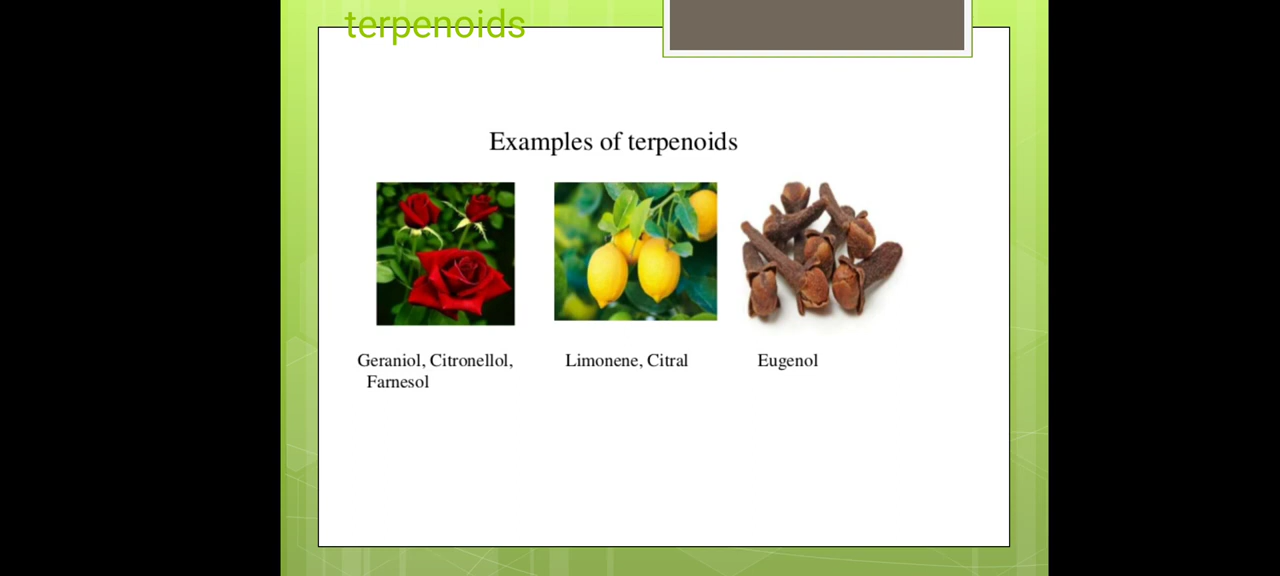 terpenoids
Examples of terpenoids
Geraniol, Citronellol,
Farnesol
Limonene, Citral
Eugenol